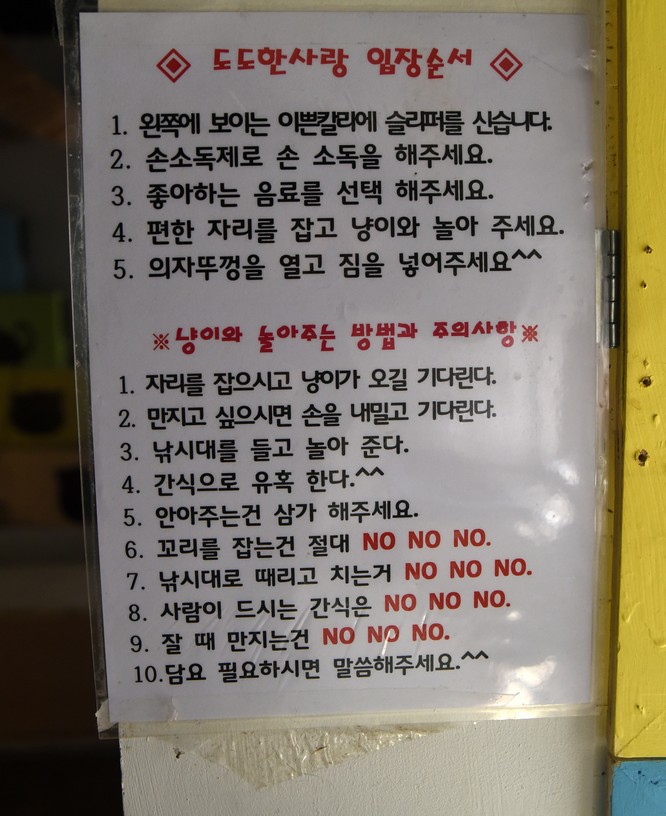 ◈ 도도한사랑 입장순서 ◈
1. 왼쪽에 보이는 이쁜칼라에 슬리퍼를 신습니다.
2. 손소독제로 손 소독을 해주세요.
3. 좋아하는 음료를 선택 해주세요.
4. 편한 자리를 잡고 냥이와 놀아 주세요.
5. 의자뚜껑을 열고 짐을 넣어주세요^^
※냥이와 놀아주는 방법과 주의사항※
1. 자리를 잡으시고 냥이가 오길 기다린다.
2. 만지고 싶으시면 손을 내밀고 기다린다.
3. 낚시대를 들고 놀아 준다.
4. 간식으로 유혹 한다.^^
5. 안아주는건 삼가 해주세요.
6. 꼬리를 잡는건 절대 NO NO NO.
7. 낚시대로 때리고 치는거 NO NO NO.
8. 사람이 드시는 간식은 NO NO NO.
9. 잘 때 만지는건 NO NO NO.
10.담요 필요하시면 말씀해주세요.^^